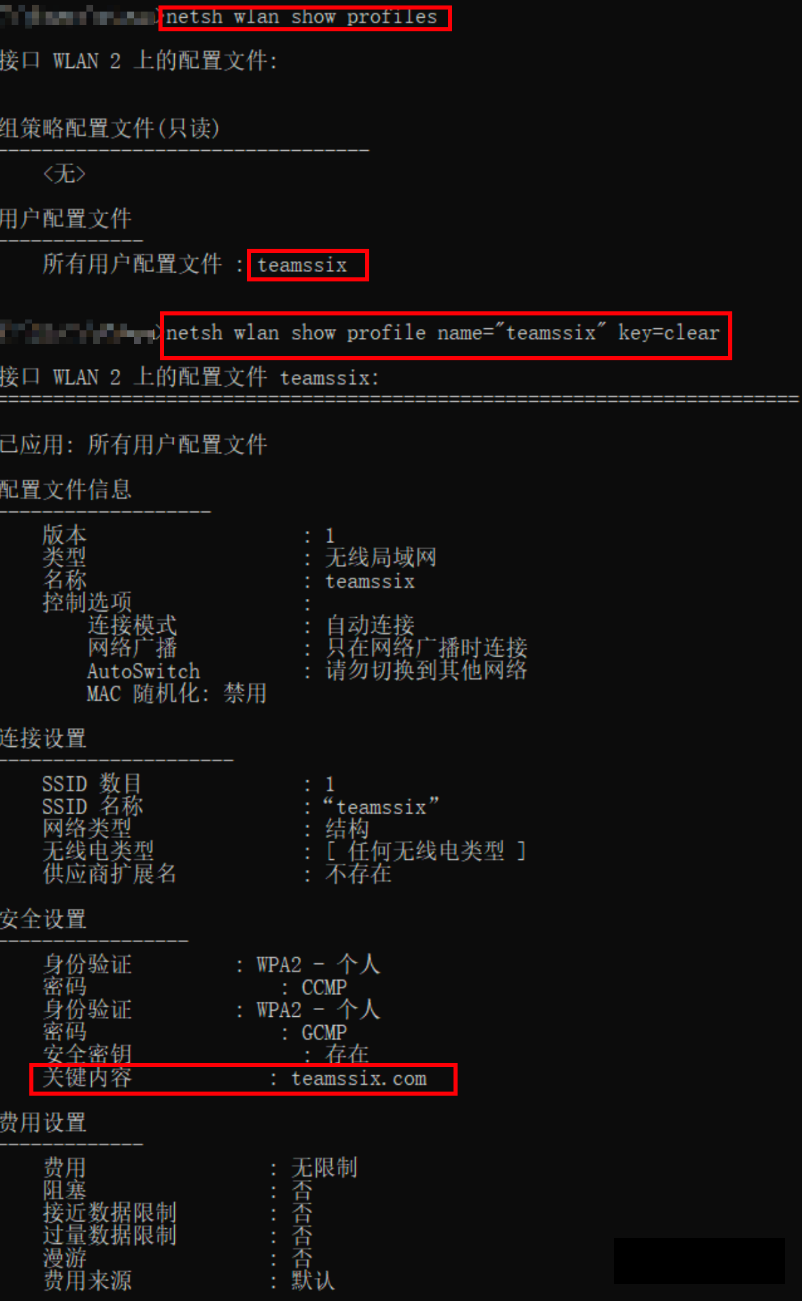 >netsh wlan show profiles
接口 WLAN 2 上的配置文件:
组策略配置文件(只读)
---------------------------------
<无>
用户配置文件
-------------
所有用户配置文件 : teamssix
>netsh wlan show profile name="teamssix" key=clear
接口 WLAN 2 上的配置文件 teamssix:
=======================================================================
已应用: 所有用户配置文件
配置文件信息
-------------------
版本 : 1
类型 : 无线局域网
名称 : teamssix
控制选项 :
连接模式 : 自动连接
网络广播 : 只在网络广播时连接
AutoSwitch : 请勿切换到其他网络
MAC 随机化: 禁用
连接设置
---------------------
SSID 数目 : 1
SSID 名称 :“teamssix”
网络类型 : 结构
无线电类型 : [ 任何无线电类型 ]
供应商扩展名 : 不存在
安全设置
-----------------
身份验证 : WPA2 - 个人
密码 : CCMP
身份验证 : WPA2 - 个人
密码 : GCMP
安全密钥 : 存在
关键内容 : teamssix.com
费用设置
-------------
费用 : 无限制
阻塞 : 否
接近数据限制 : 否
过量数据限制 : 否
漫游 : 否
费用来源 : 默认